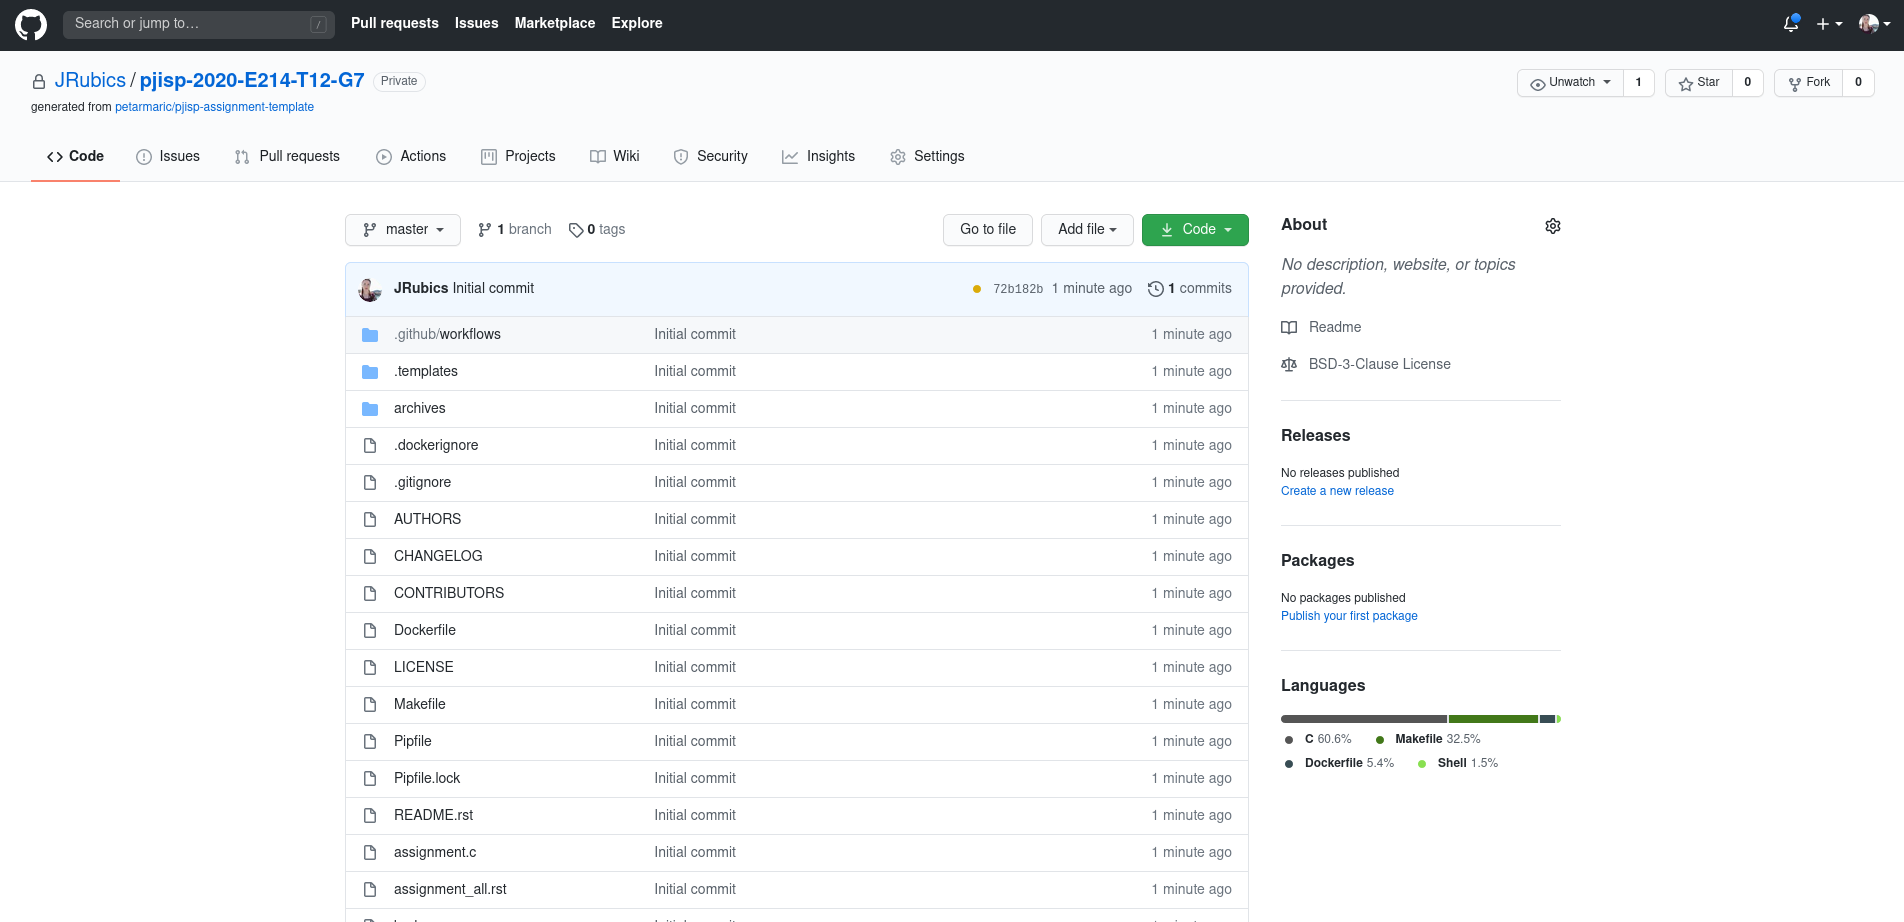 Search or jump to…
/
Pull requests Issues Marketplace Explore
JRubics / pjisp-2020-E214-T12-G7 Private
generated from petarmaric/pjisp-assignment-template
Unwatch 1 Star 0 Fork 0
Code Issues Pull requests Actions Projects Wiki Security Insights Settings
master 1 branch 0 tags Go to file Add file Code
JRubics Initial commit 72b182b 1 minute ago 1 commits
.github/workflows Initial commit 1 minute ago
.templates Initial commit 1 minute ago
archives Initial commit 1 minute ago
.dockerignore Initial commit 1 minute ago
.gitignore Initial commit 1 minute ago
AUTHORS Initial commit 1 minute ago
CHANGELOG Initial commit 1 minute ago
CONTRIBUTORS Initial commit 1 minute ago
Dockerfile Initial commit 1 minute ago
LICENSE Initial commit 1 minute ago
Makefile Initial commit 1 minute ago
Pipfile Initial commit 1 minute ago
Pipfile.lock Initial commit 1 minute ago
README.rst Initial commit 1 minute ago
assignment.c Initial commit 1 minute ago
assignment_all.rst Initial commit 1 minute ago
About
No description, website, or topics
provided.
Readme
BSD-3-Clause License
Releases
No releases published
Create a new release
Packages
No packages published
Publish your first package
Languages
C 60.6% Makefile 32.5%
Dockerfile 5.4% Shell 1.5%